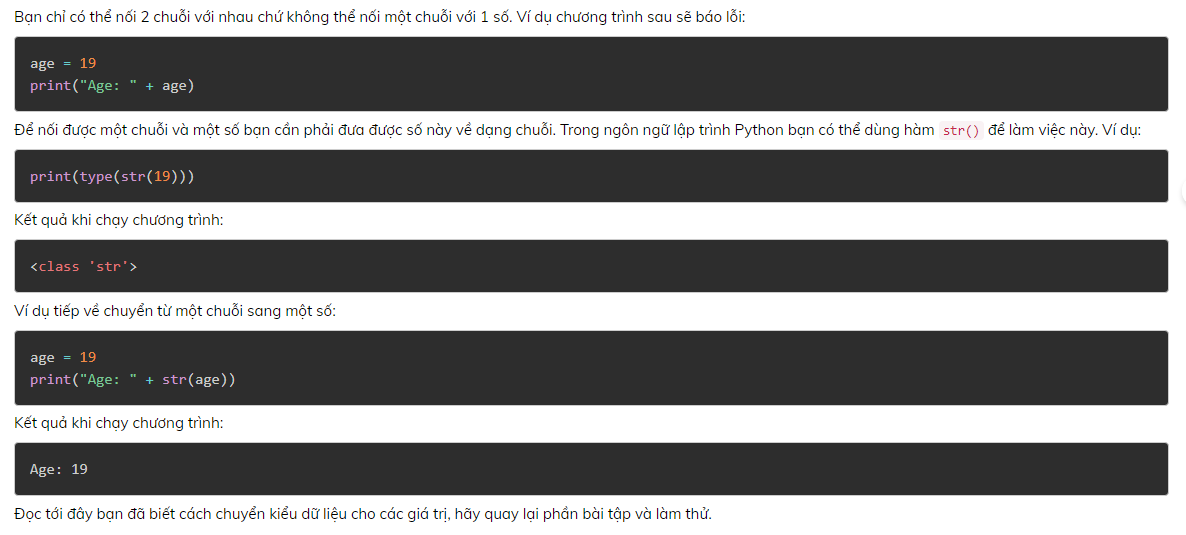 Bạn chỉ có thể nối 2 chuỗi với nhau chứ không thể nối một chuỗi với 1 số. Ví dụ chương trình sau sẽ báo lỗi:
age = 19
print("Age: " + age)
Để nối được một chuỗi và một số bạn cần phải đưa được số này về dạng chuỗi. Trong ngôn ngữ lập trình Python bạn có thể dùng hàm str() để làm việc này. Ví dụ:
print(type(str(19)))
Kết quả khi chạy chương trình:
<class 'str'>
Ví dụ tiếp về chuyển từ một chuỗi sang một số:
age = 19
print("Age: " + str(age))
Kết quả khi chạy chương trình:
Age: 19
Đọc tới đây bạn đã biết cách chuyển kiểu dữ liệu cho các giá trị, hãy quay lại phần bài tập và làm thử.